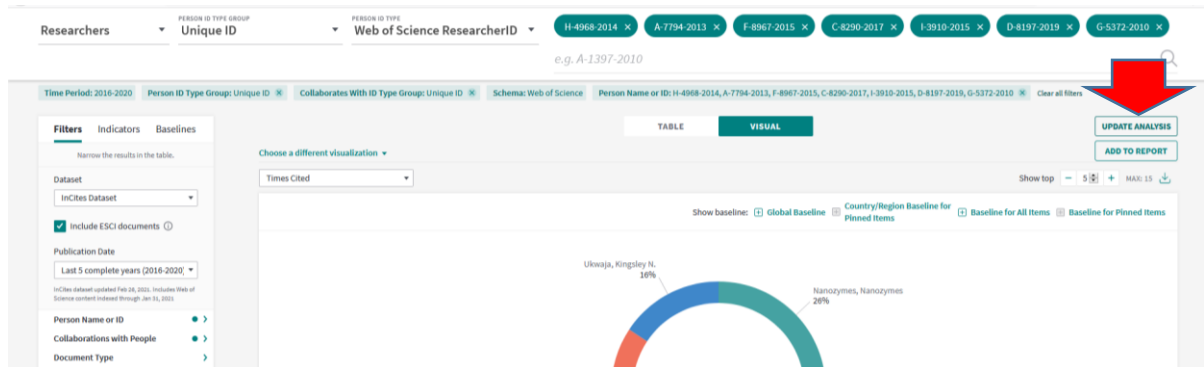 Researchers
PERSON ID TYPE GROUP
Unique ID
PERSON ID TYPE
Web of Science ResearcherID
H-4968-2014 × A-7794-2013 × F-8967-2015 × C-8290-2017 × I-3910-2015 × D-8197-2019 × G-5372-2010 ×
e.g. A-1397-2010
Time Period: 2016-2020 Person ID Type Group: Unique ID Collaborates With ID Type Group: Unique ID Schema: Web of Science Person Name or ID: H-4968-2014, A-7794-2013, F-8967-2015, C-8290-2017, I-3910-2015, D-8197-2019, G-5372-2010 Clear all filters
Filters Indicators Baselines
Narrow the results in the table.
Dataset
InCites Dataset
Include ESCI documents
Publication Date
Last 5 complete years (2016-2020)
InCites dataset updated Feb 28, 2021. Includes Web of
Science content indexed through Jan 31, 2021
Person Name or ID
Collaborations with People
Document Type
TABLE VISUAL
UPDATE ANALYSIS
ADD TO REPORT
Choose a different visualization
Times Cited
Show top − 5 + MAX: 15
Show baseline: Global Baseline Country/Region Baseline for
Pinned Items Baseline for All Items Baseline for Pinned Items
Ukwaja, Kingsley N.
16%
Nanozymes, Nanozymes
26%